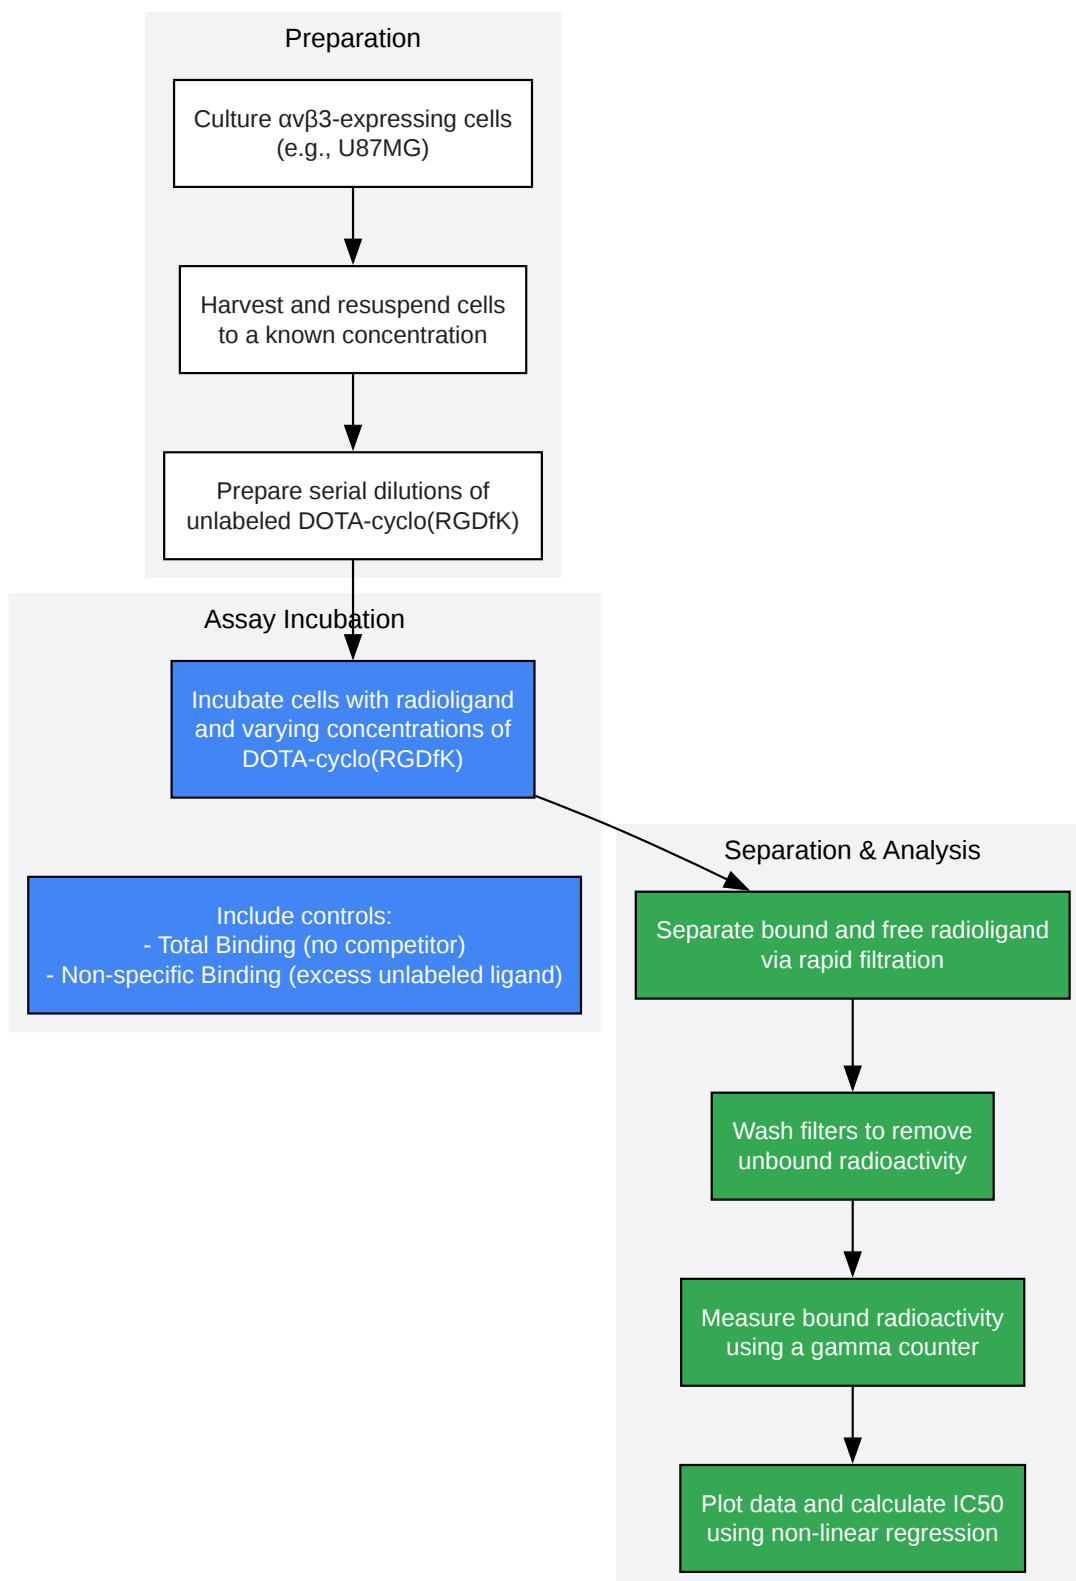 Preparation
Culture αvβ3-expressing cells
(e.g., U87MG)
Harvest and resuspend cells
to a known concentration
Prepare serial dilutions of
unlabeled DOTA-cyclo(RGDfK)
Assay Incubation
Incubate cells with radioligand
and varying concentrations of
DOTA-cyclo(RGDfK)
Include controls:
- Total Binding (no competitor)
- Non-specific Binding (excess unlabeled ligand)
Separation & Analysis
Separate bound and free radioligand
via rapid filtration
Wash filters to remove
unbound radioactivity
Measure bound radioactivity
using a gamma counter
Plot data and calculate IC50
using non-linear regression